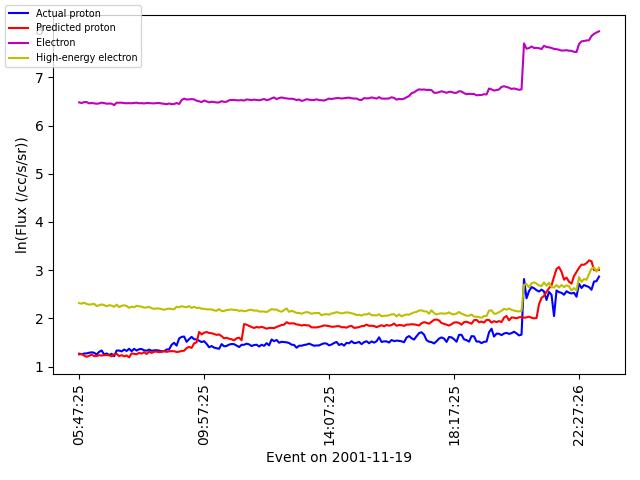 Actual proton
Predicted proton
Electron
High-energy electron
8
7
6
5
4
3
2
1
ln(Flux (/cc/s/sr))
05:47:25
09:57:25
14:07:25
18:17:25
22:27:26
Event on 2001-11-19